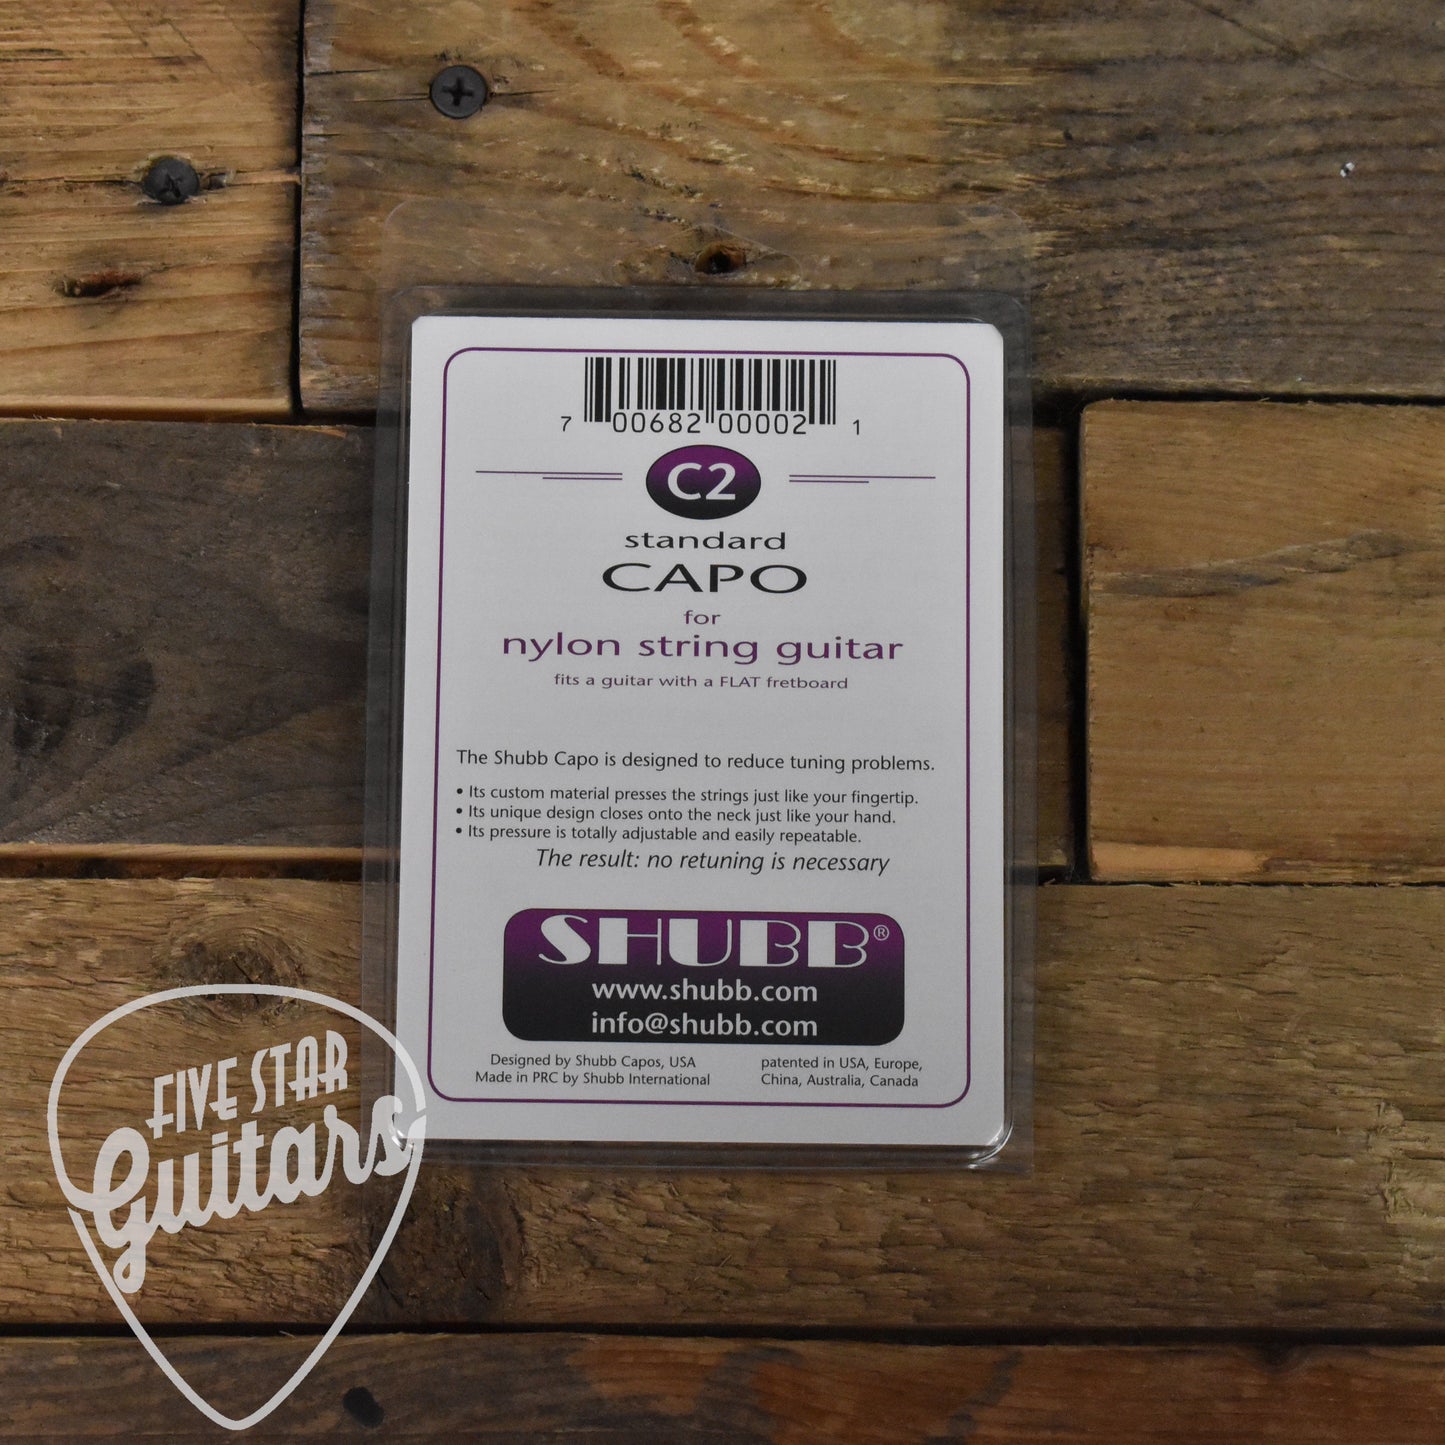 7 00682 00002 1
C2
standard
CAPO
for
nylon string guitar
fits a guitar with a FLAT fretboard
The Shubb Capo is designed to reduce tuning problems.
• Its custom material presses the strings just like your fingertip.
• Its unique design closes onto the neck just like your hand.
• Its pressure is totally adjustable and easily repeatable.
The result: no retuning is necessary
SHUBB®
www.shubb.com
info@shubb.com
Designed by Shubb Capos, USA
Made in PRC by Shubb International
patented in USA, Europe,
China, Australia, Canada
FIVE STAR
Guitars